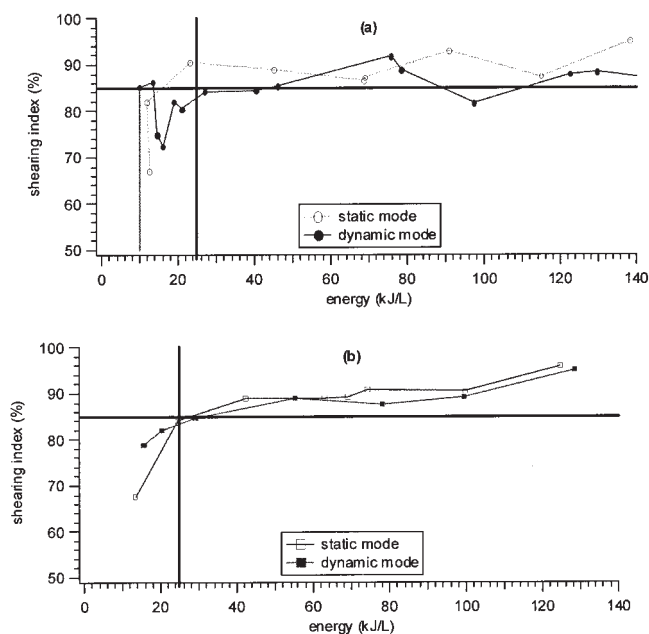 (a)
100
90
80
70
60
50
shearing index (%)
static mode
dynamic mode
0 20 40 60 80 100 120 140
energy (kJ/L)
(b)
100
90
80
70
60
50
shearing index (%)
static mode
dynamic mode
0 20 40 60 80 100 120 140
energy (kJ/L)